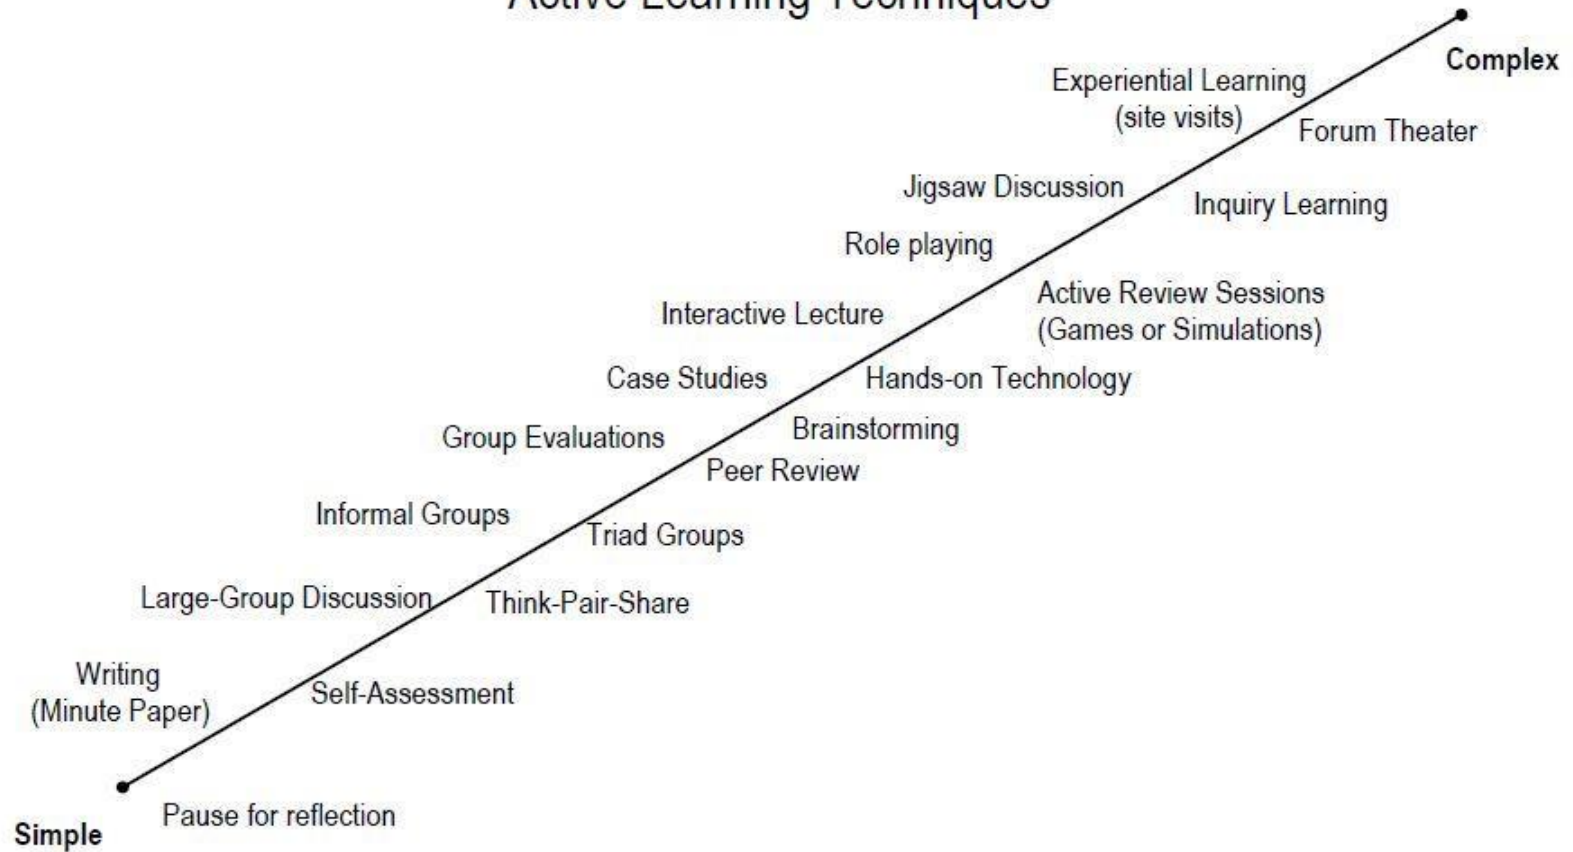 Active Learning Techniques
Complex
Experiential Learning
(site visits)
Forum Theater
Jigsaw Discussion
Inquiry Learning
Role playing
Active Review Sessions
(Games or Simulations)
Interactive Lecture
Case Studies
Hands-on Technology
Brainstorming
Group Evaluations
Peer Review
Informal Groups
Triad Groups
Large-Group Discussion
Think-Pair-Share
Writing
(Minute Paper)
Self-Assessment
Pause for reflection
Simple